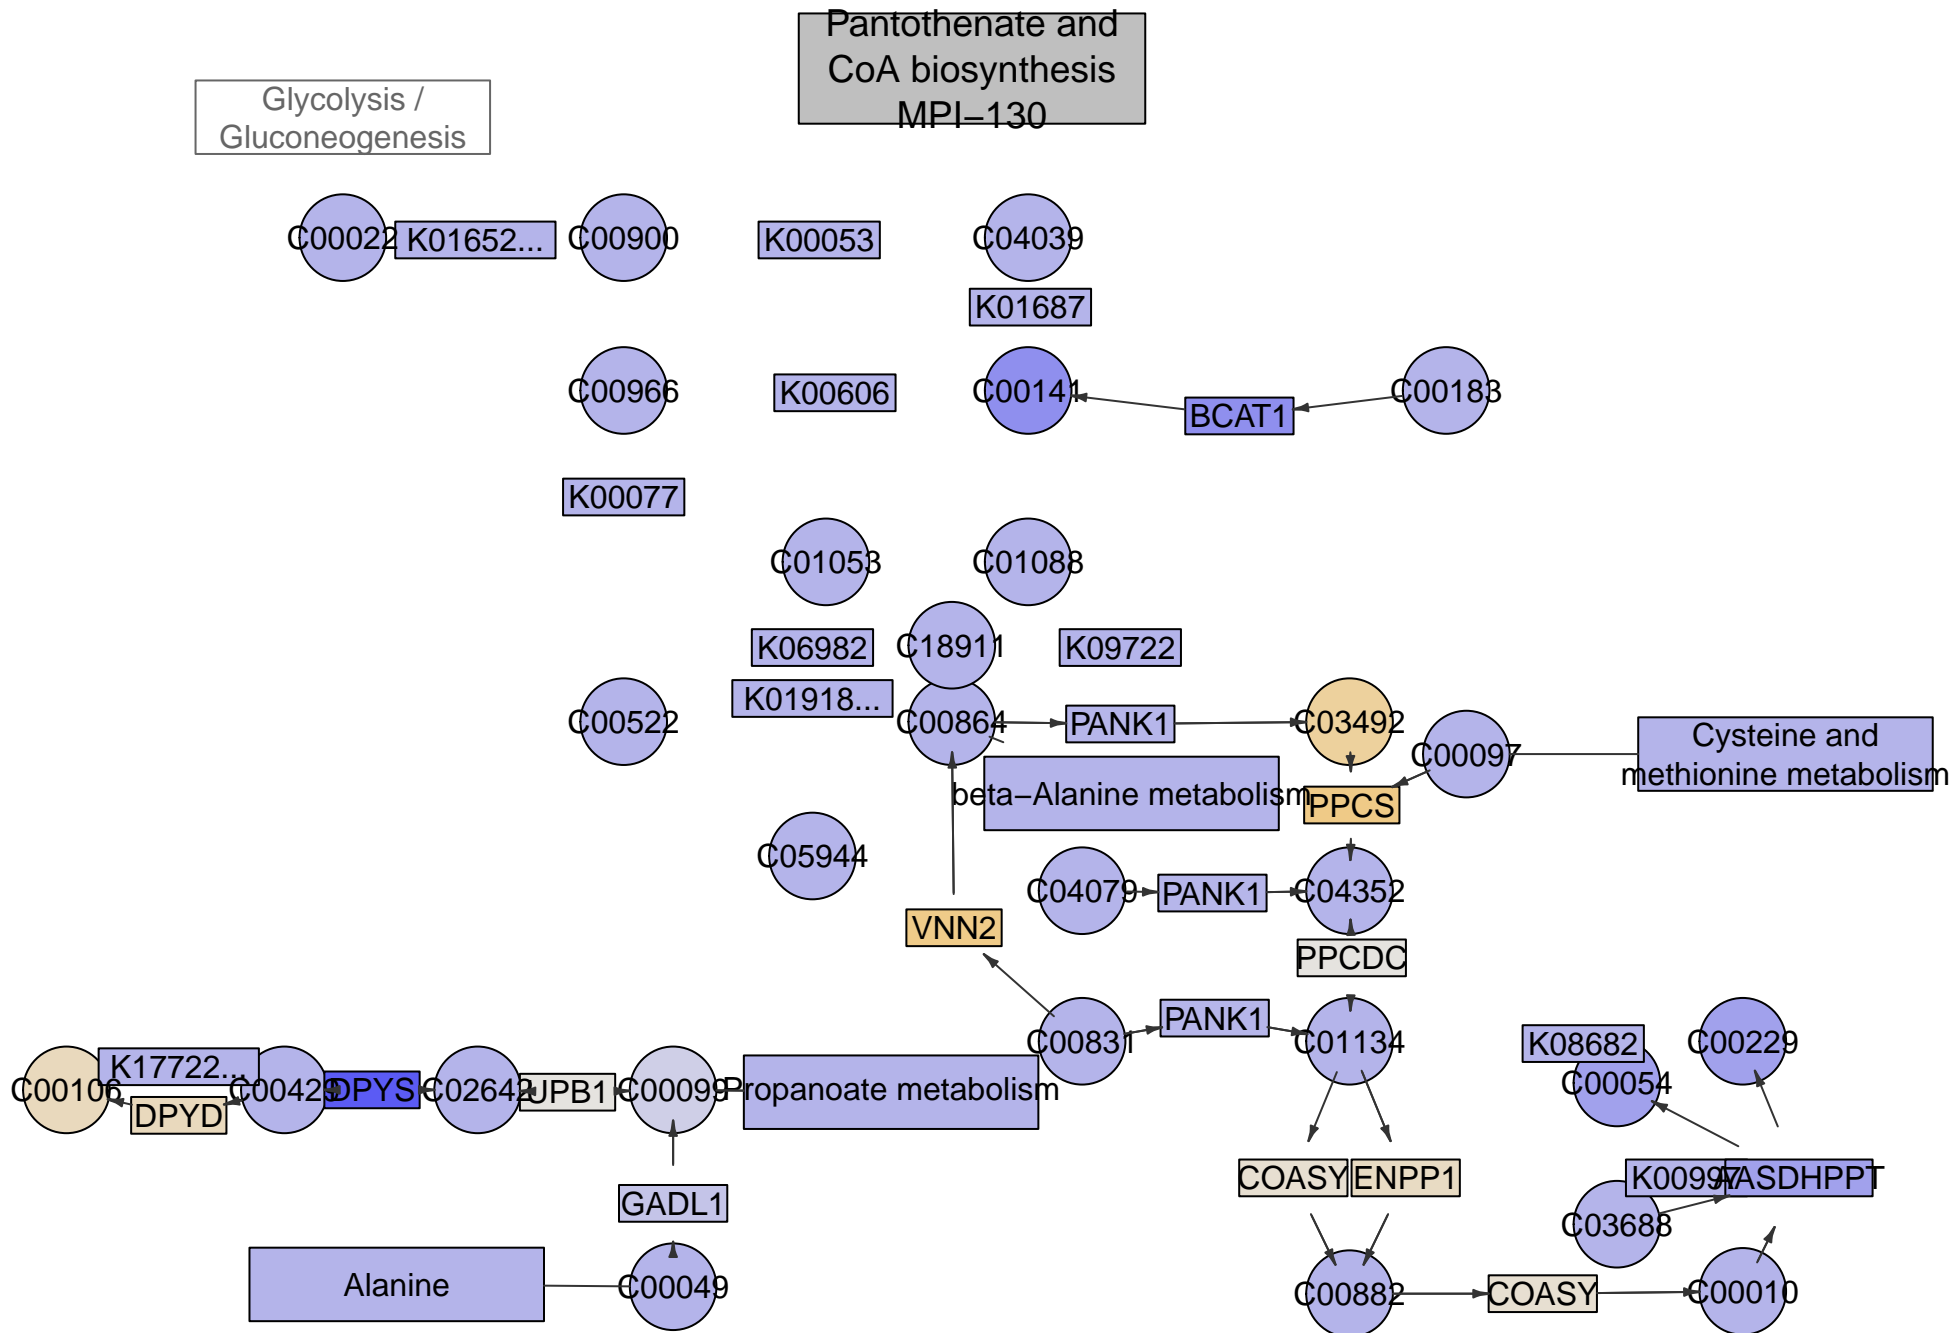 Pantothenate and
CoA biosynthesis
MPI−130
Glycolysis /
Gluconeogenesis
C00022
K01652...
C00900
K00053
C04039
K01687
C00966
K00606
C00141
BCAT1
C00183
K00077
C01053
C01088
K06982
C18911
K09722
K01918...
C00522
C00864
PANK1
C03492
C00097
Cysteine and
methionine metabolism
beta−Alanine metabolism
PPCS
C05944
C04079
PANK1
C04352
VNN2
PPCDC
C00831
PANK1
C01134
K08682
C00229
C00054
K17722...
C00106
DPYD
C00429
DPYS
C02642
UPB1
C00099
Propanoate metabolism
COASY
ENPP1
K00997
AASDHPPT
GADL1
C03688
Alanine
C00049
C00882
COASY
C00010